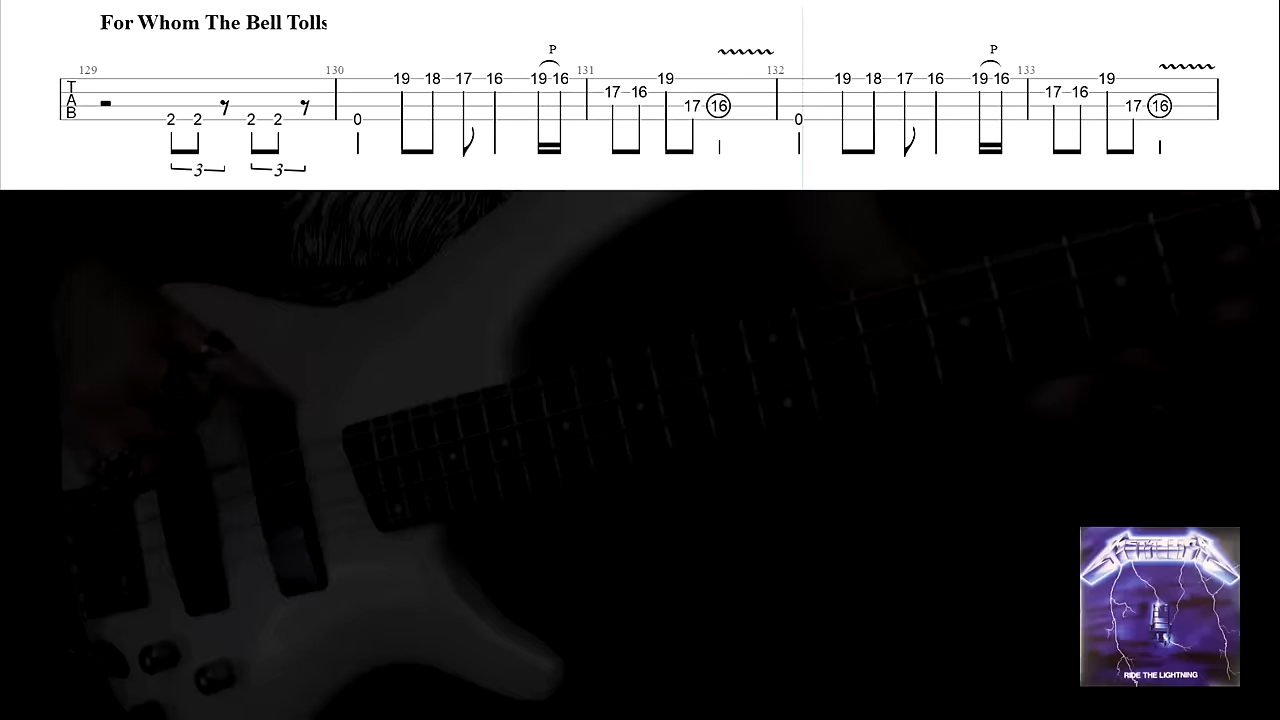 For Whom The Bell Tolls
P P
129 130 131 132 133
T 19 18 17 16 19 16 19 19 18 17 16 19 16 19
A 17 16 17 16
B 17 16 17 16
2 2 2 2 0 0
3 3
METALLICA
RIDE THE LIGHTNING